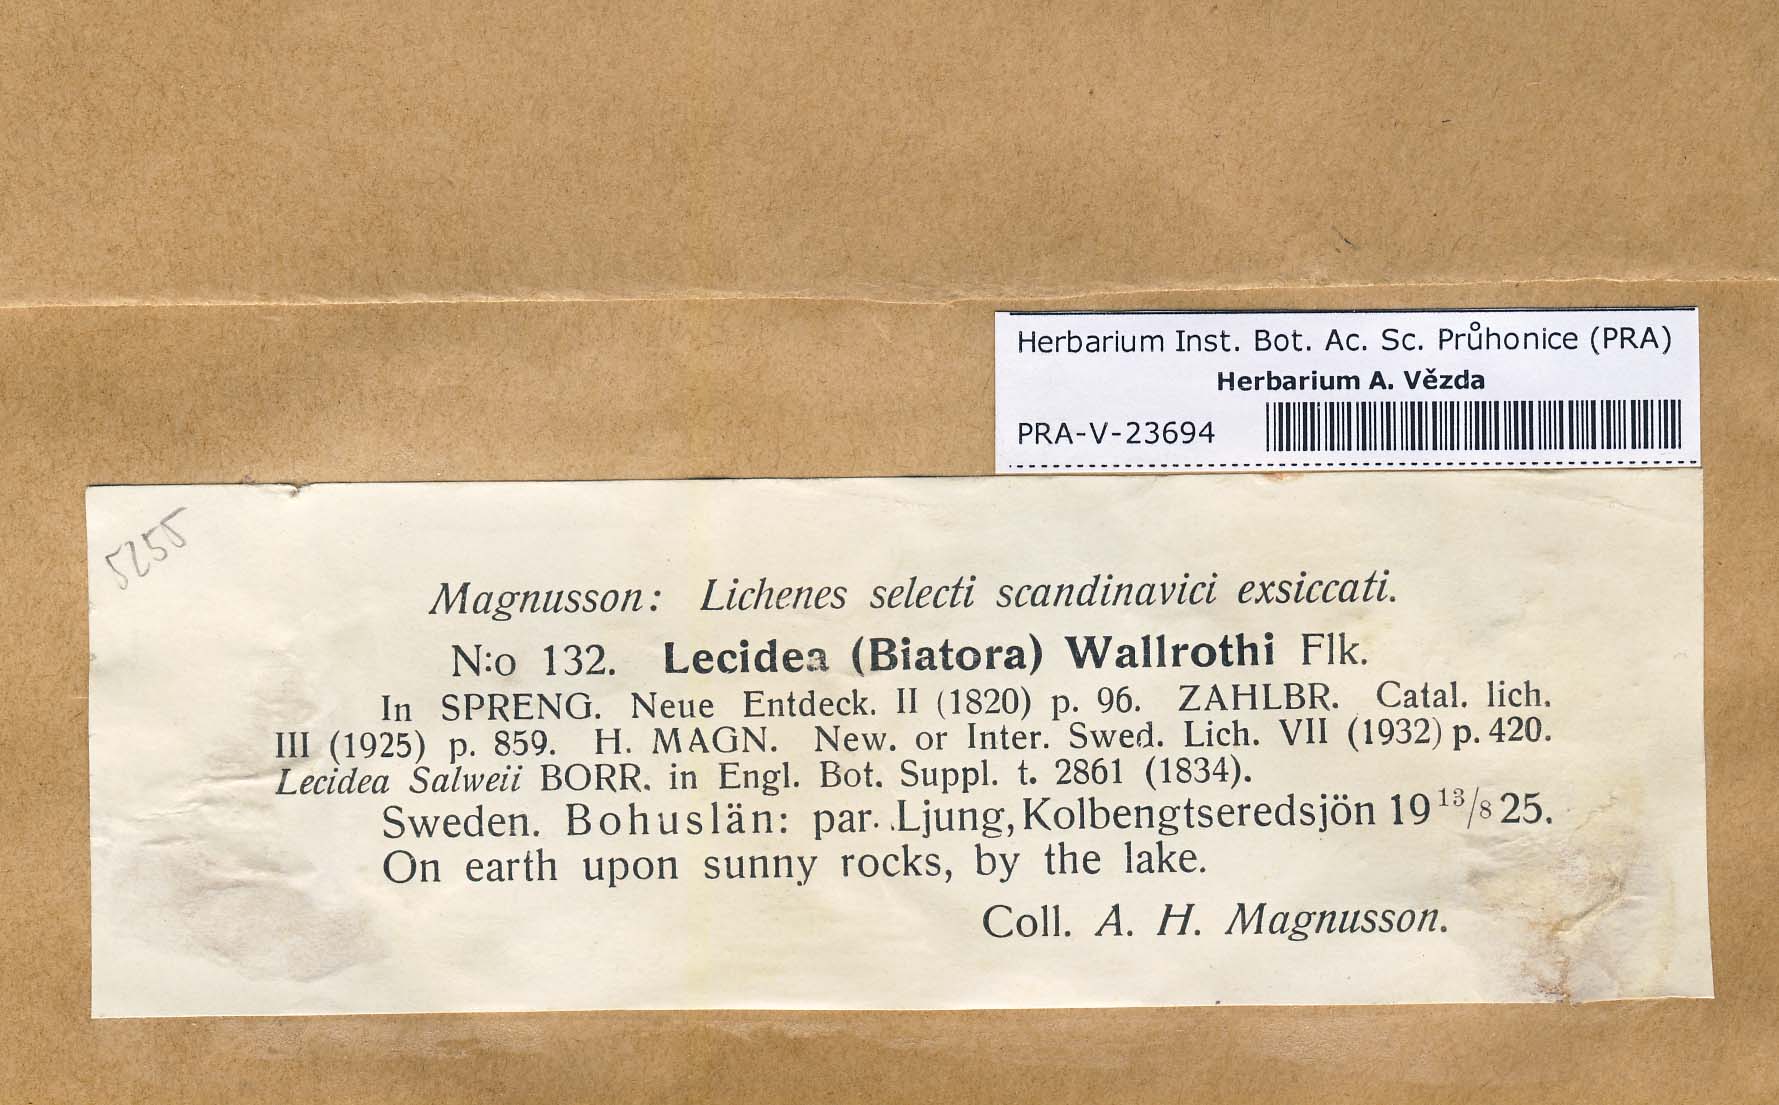 Herbarium Inst. Bot. Ac. Sc. Průhonice (PRA)
Herbarium A. Vězda
PRA-V-23694
5255
Magnusson: Lichenes selecti scandinavici exsiccati.
N:o 132. Lecidea (Biatora) Wallrothi Flk.
In SPRENG. Neue Entdeck. II (1820) p. 96. ZAHLBR. Catal. lich.
III (1925) p. 859. H. MAGN. New. or Inter. Swed. Lich. VII (1932) p. 420.
Lecidea Salweii BORR. in Engl. Bot. Suppl. t. 2861 (1834).
Sweden. Bohuslän: par. Ljung, Kolbengtseredsjön 19 13/8 25.
On earth upon sunny rocks, by the lake.
Coll. A. H. Magnusson.